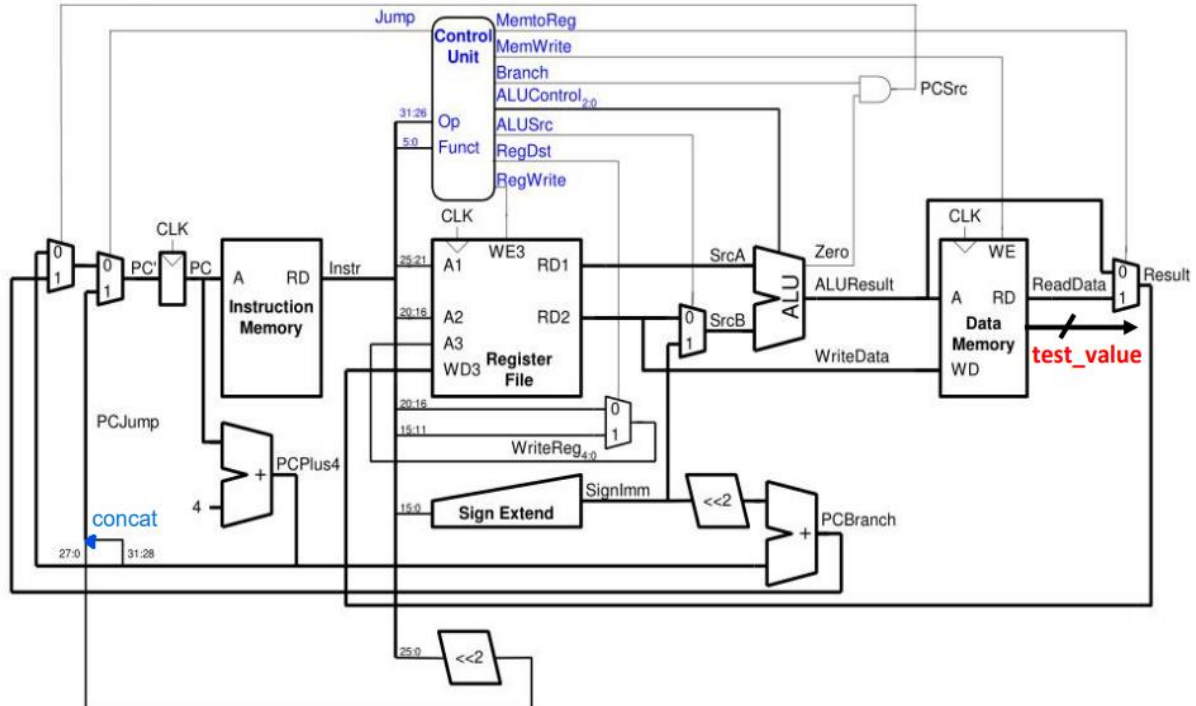 Jump
Control
Unit
MemtoReg
MemWrite
Branch
ALUControl2:0
ALUSrc
RegDst
RegWrite
PCSrc
31:26
Op
5:0
Funct
CLK
CLK
CLK
0
1
0
1
PC'
PC
A
RD
Instruction
Memory
Instr
25:21
A1
WE3
RD1
20:16
A2
RD2
A3
WD3
Register
File
0
1
SrcA
SrcB
ALU
Zero
ALUResult
WriteData
WE
A
RD
Data
Memory
WD
ReadData
0
1
Result
test_value
20:16
0
15:11
1
WriteReg4:0
PCJump
PCPlus4
+
4
15:0
Sign Extend
SignImm
<<2
+
PCBranch
concat
27:0
31:28
25:0
<<2